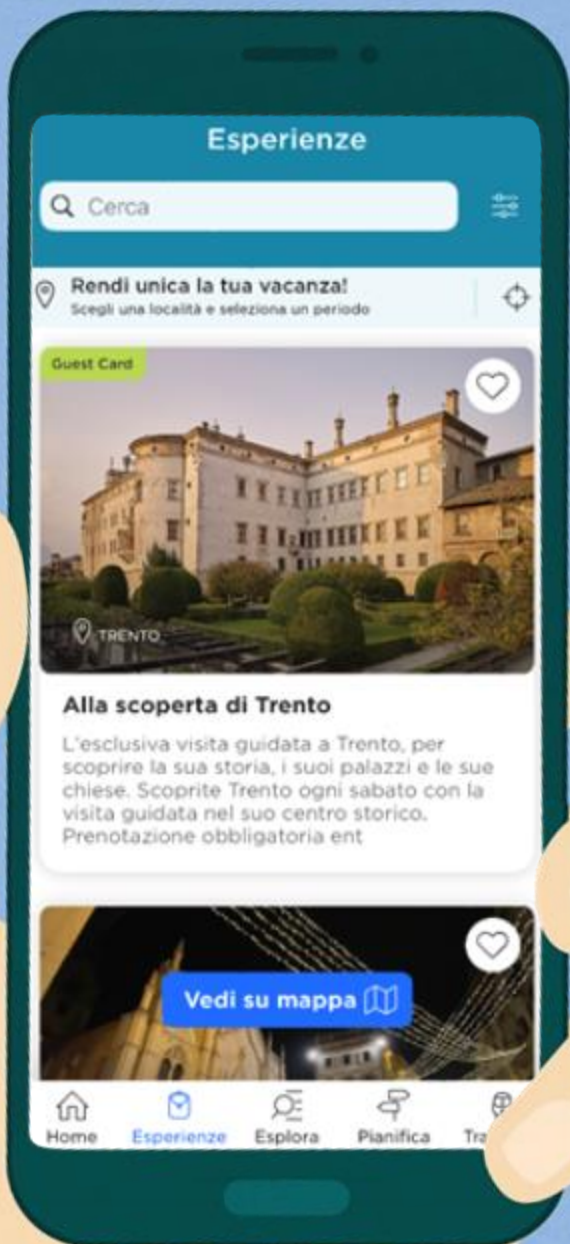 Esperienze
Cerca
Rendi unica la tua vacanza!
Scegli una località e seleziona un periodo
Guest Card
TRENTO
Alla scoperta di Trento
L'esclusiva visita guidata a Trento, per
scoprire la sua storia, i suoi palazzi e le sue
chiese. Scoprite Trento ogni sabato con la
visita guidata nel suo centro storico.
Prenotazione obbligatoria ent
Vedi su mappa
Home Esperienze Esplora Pianifica